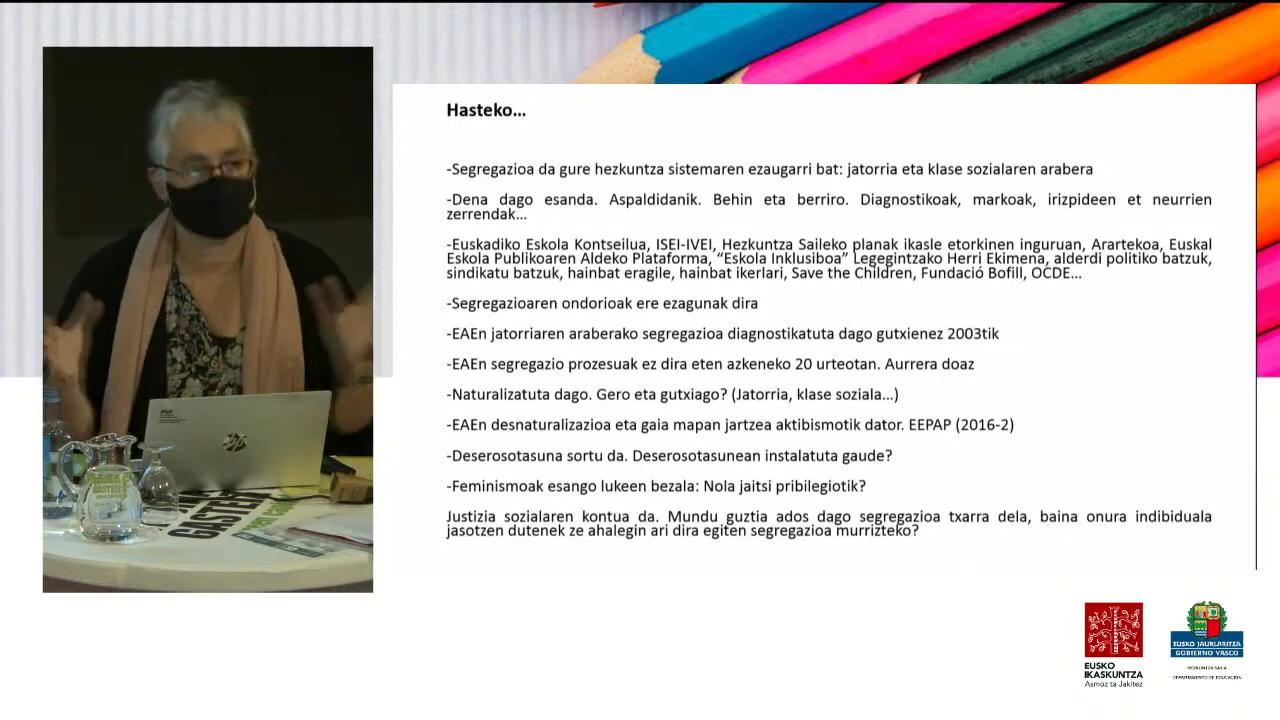 Hasteko...
-Segregazioa da gure hezkuntza sistemaren ezaugarri bat: jatorria eta klase sozialaren arabera
-Dena dago esanda. Aspaldidanik. Behin eta berriro. Diagnostikoak, markoak, irizpideen et neurrien
zerrendak...
-Euskadiko Eskola Kontseilua, ISEI-IVEI, Hezkuntza Saileko planak ikasle etorkinen inguruan, Arartekoa, Euskal
Eskola Publikoaren Aldeko Plataforma, “Eskola Inklusiboa” Legegintzako Herri Ekimena, alderdi politiko batzuk,
sindikatu batzuk, hainbat eragile, hainbat ikerlari, Save the Children, Fundació Bofill, OCDE...
-Segregazioaren ondorioak ere ezagunak dira
-EAEn jatorriaren araberako segregazioa diagnostikatuta dago gutxienez 2003tik
-EAEn segregazio prozesuak ez dira eten azkeneko 20 urteotan. Aurrera doaz
-Naturalizatuta dago. Gero eta gutxiago? (Jatorria, klase soziala...)
-EAEn desnaturalizazioa eta gaia mapan jartzea aktibismotik dator. EEPAP (2016-2)
-Deserosotasuna sortu da. Deserosotasunean instalatuta gaude?
-Feminismoak esango lukeen bezala: Nola jaitsi pribilegiotik?
Justizia sozialaren kontua da. Mundu guztia ados dago segregazioa txarra dela, baina onura indibiduala
jasotzen dutenek ze ahalegin ari dira egiten segregazioa murrizteko?
hp
GASTEIZ
EUSKO
IKASKUNTZA
Asmoz ta Jakitez
EUSKO JAURLARITZA
GOBIERNO VASCO
HEZKUNTZA SAILA
DEPARTAMENTO DE EDUCACIÓN